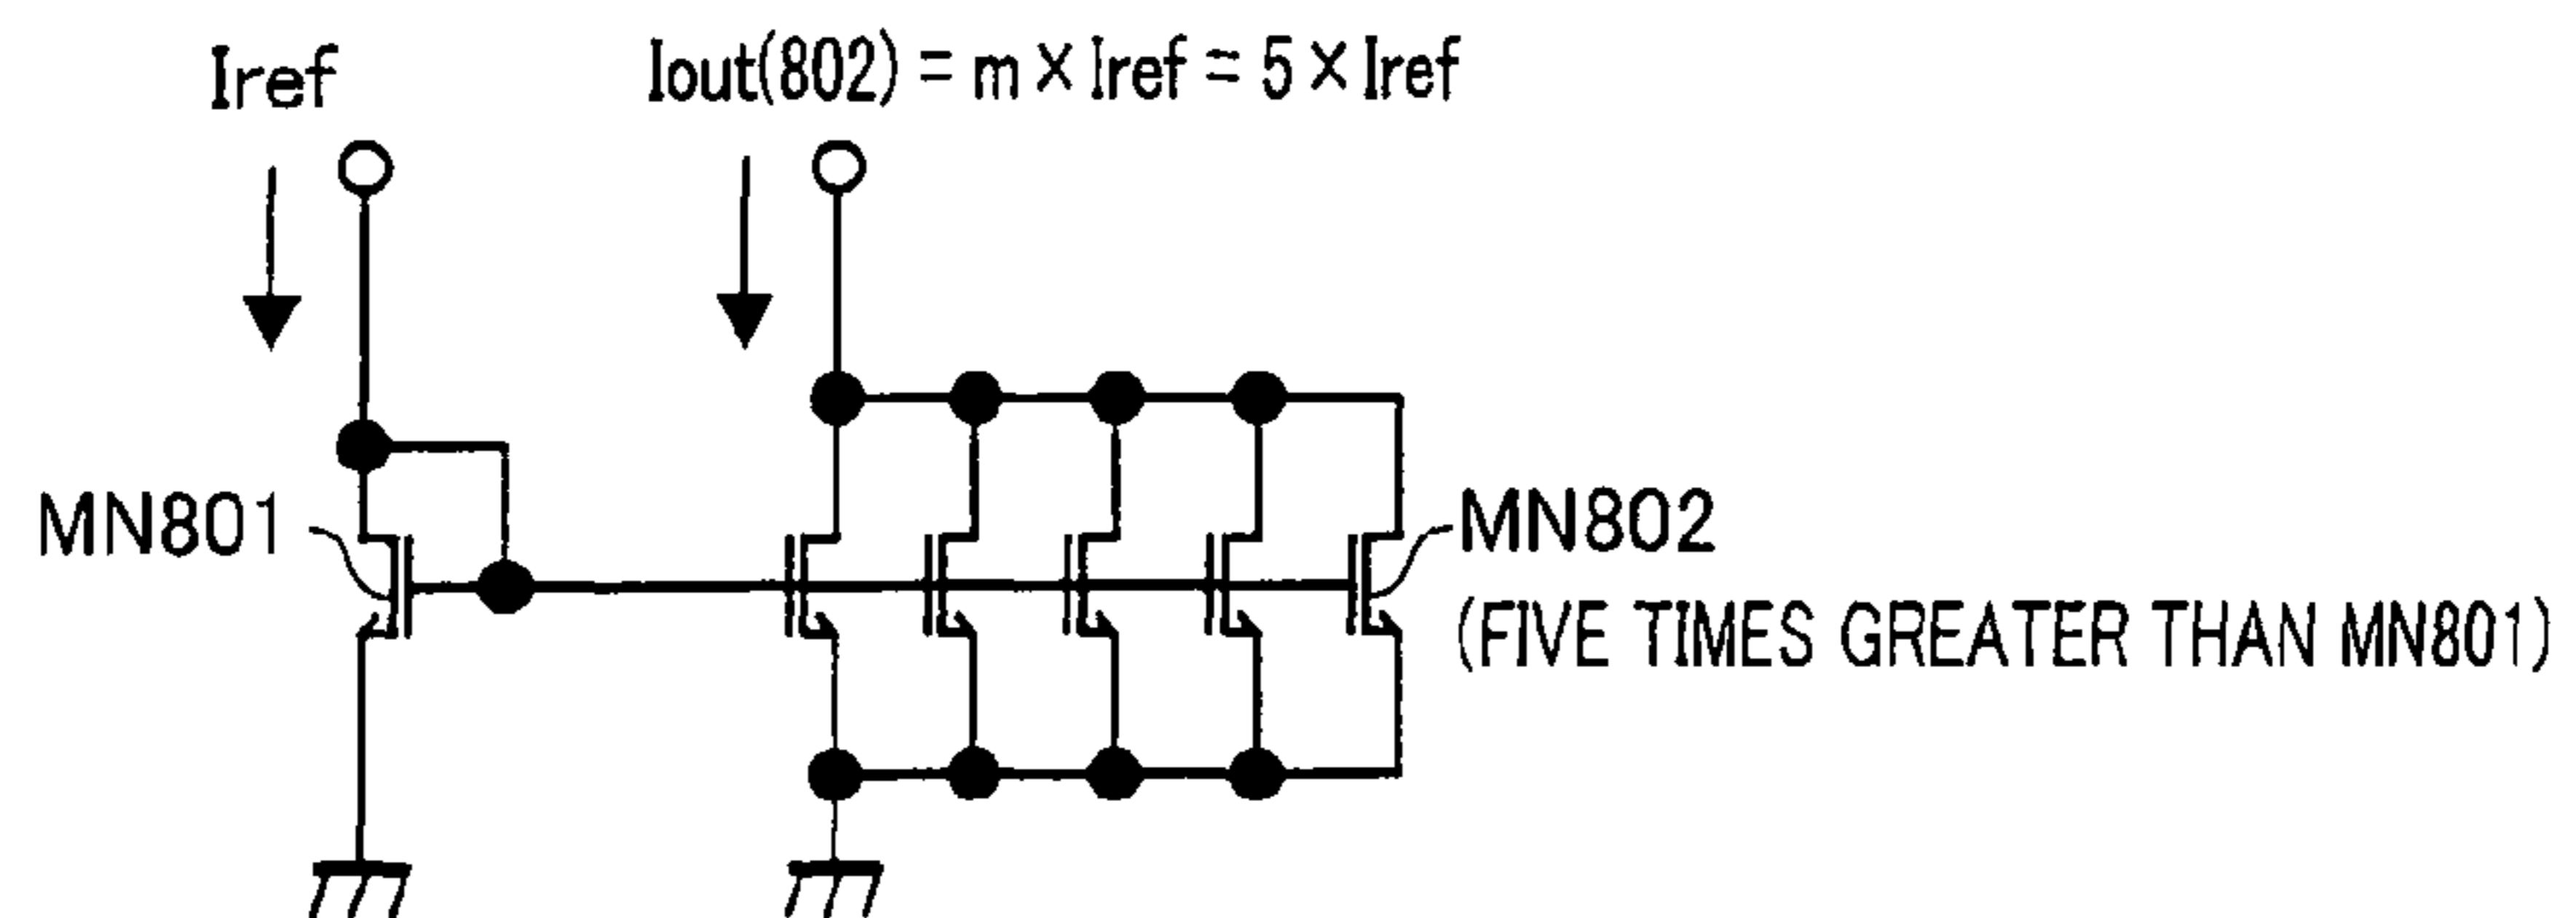 Iref
Iout(802) = m × Iref = 5 × Iref
MN801
MN802
(FIVE TIMES GREATER THAN MN801)